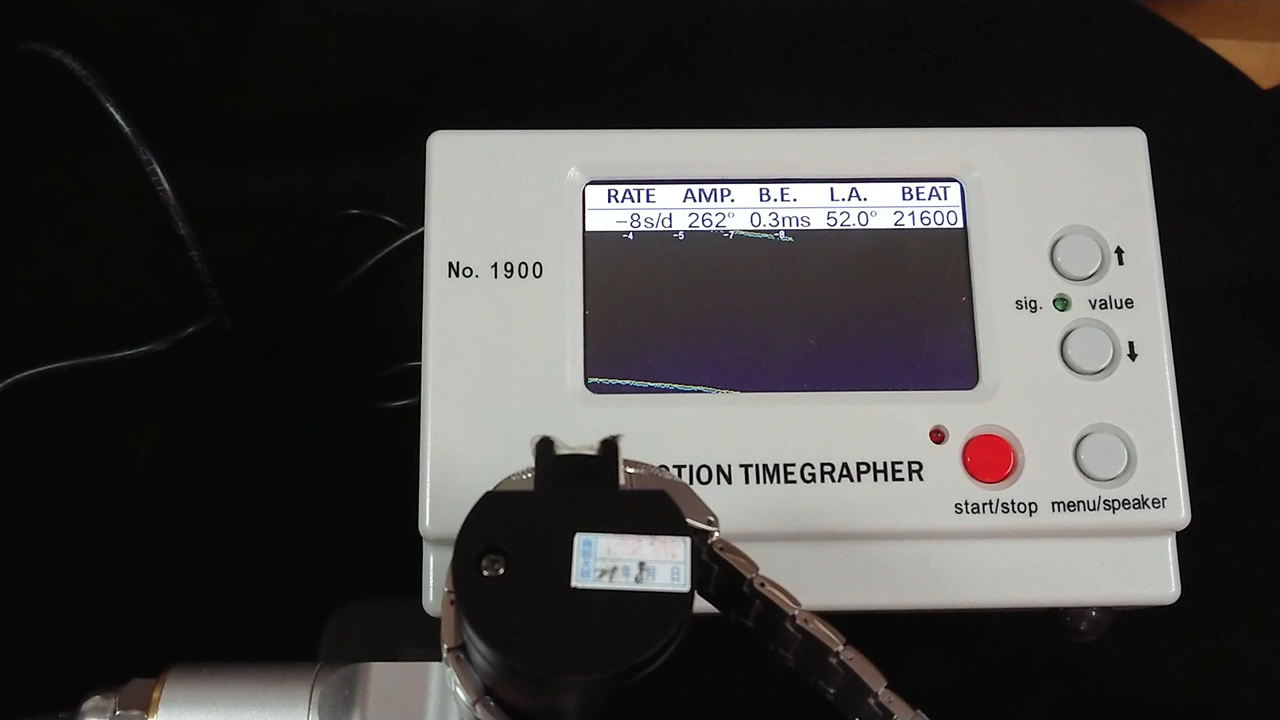 RATE AMP. B.E. L.A. BEAT
−8s/d 262° 0.3ms 52.0° 21600
-4 -5 -7 -8
No. 1900
sig. value
TION TIMEGRAPHER
start/stop menu/speaker